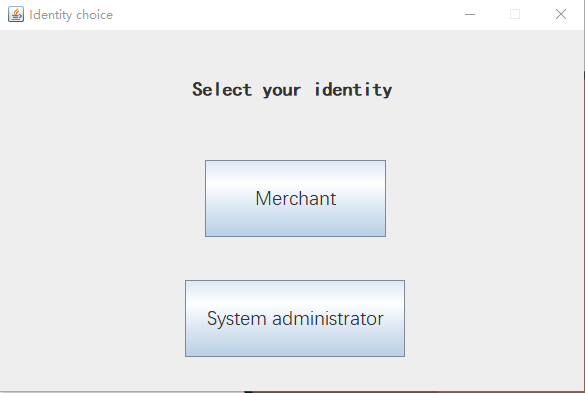 Identity choice
Select your identity
Merchant
System administrator